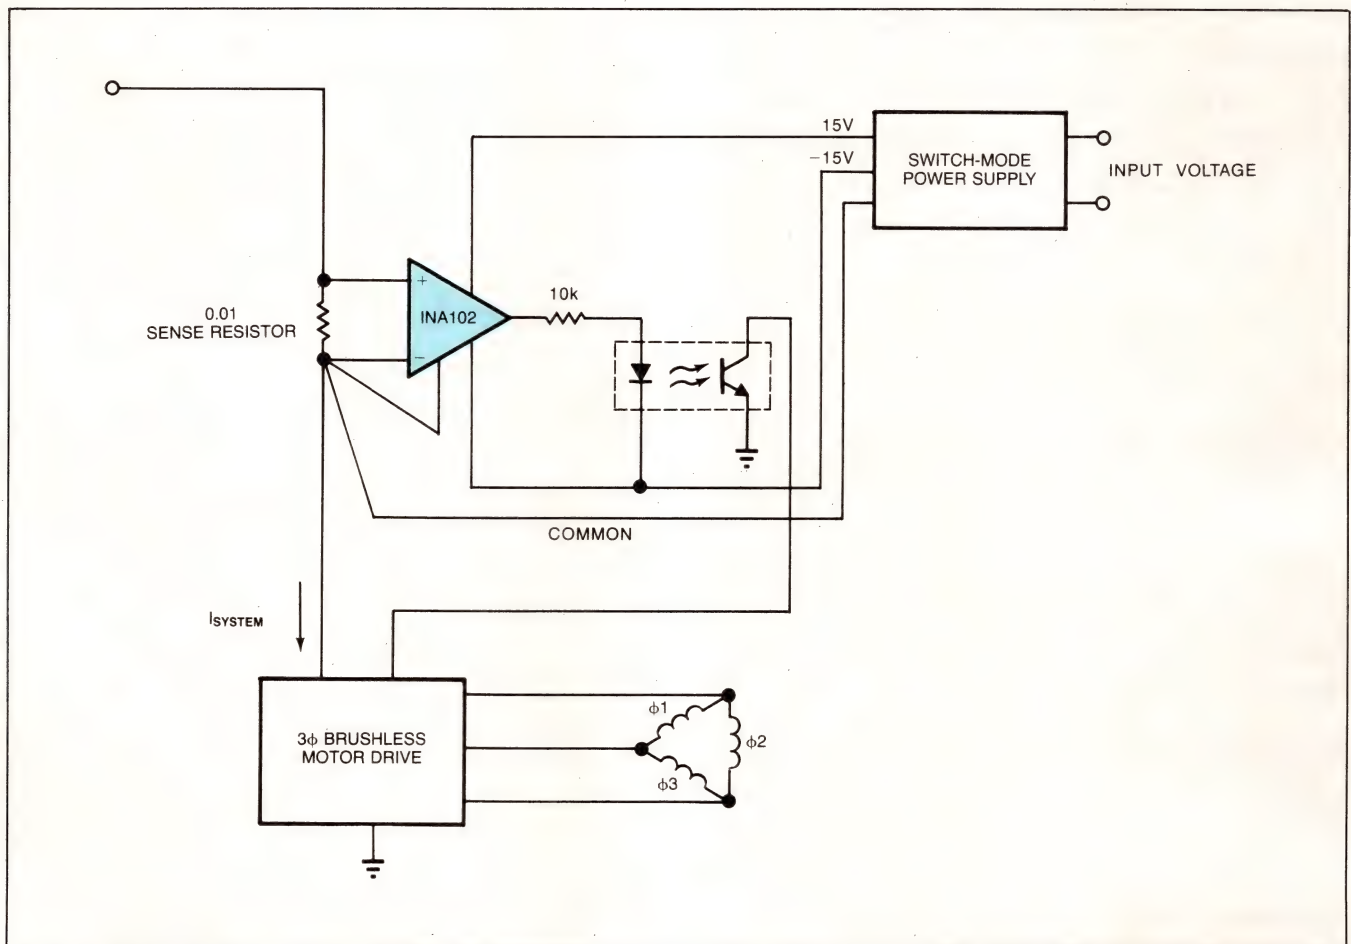 15V
−15V
SWITCH-MODE
POWER SUPPLY
INPUT VOLTAGE
+
0.01
SENSE RESISTOR
INA102
10k
−
COMMON
ISYSTEM
3ϕ BRUSHLESS
MOTOR DRIVE
ϕ1
ϕ2
ϕ3